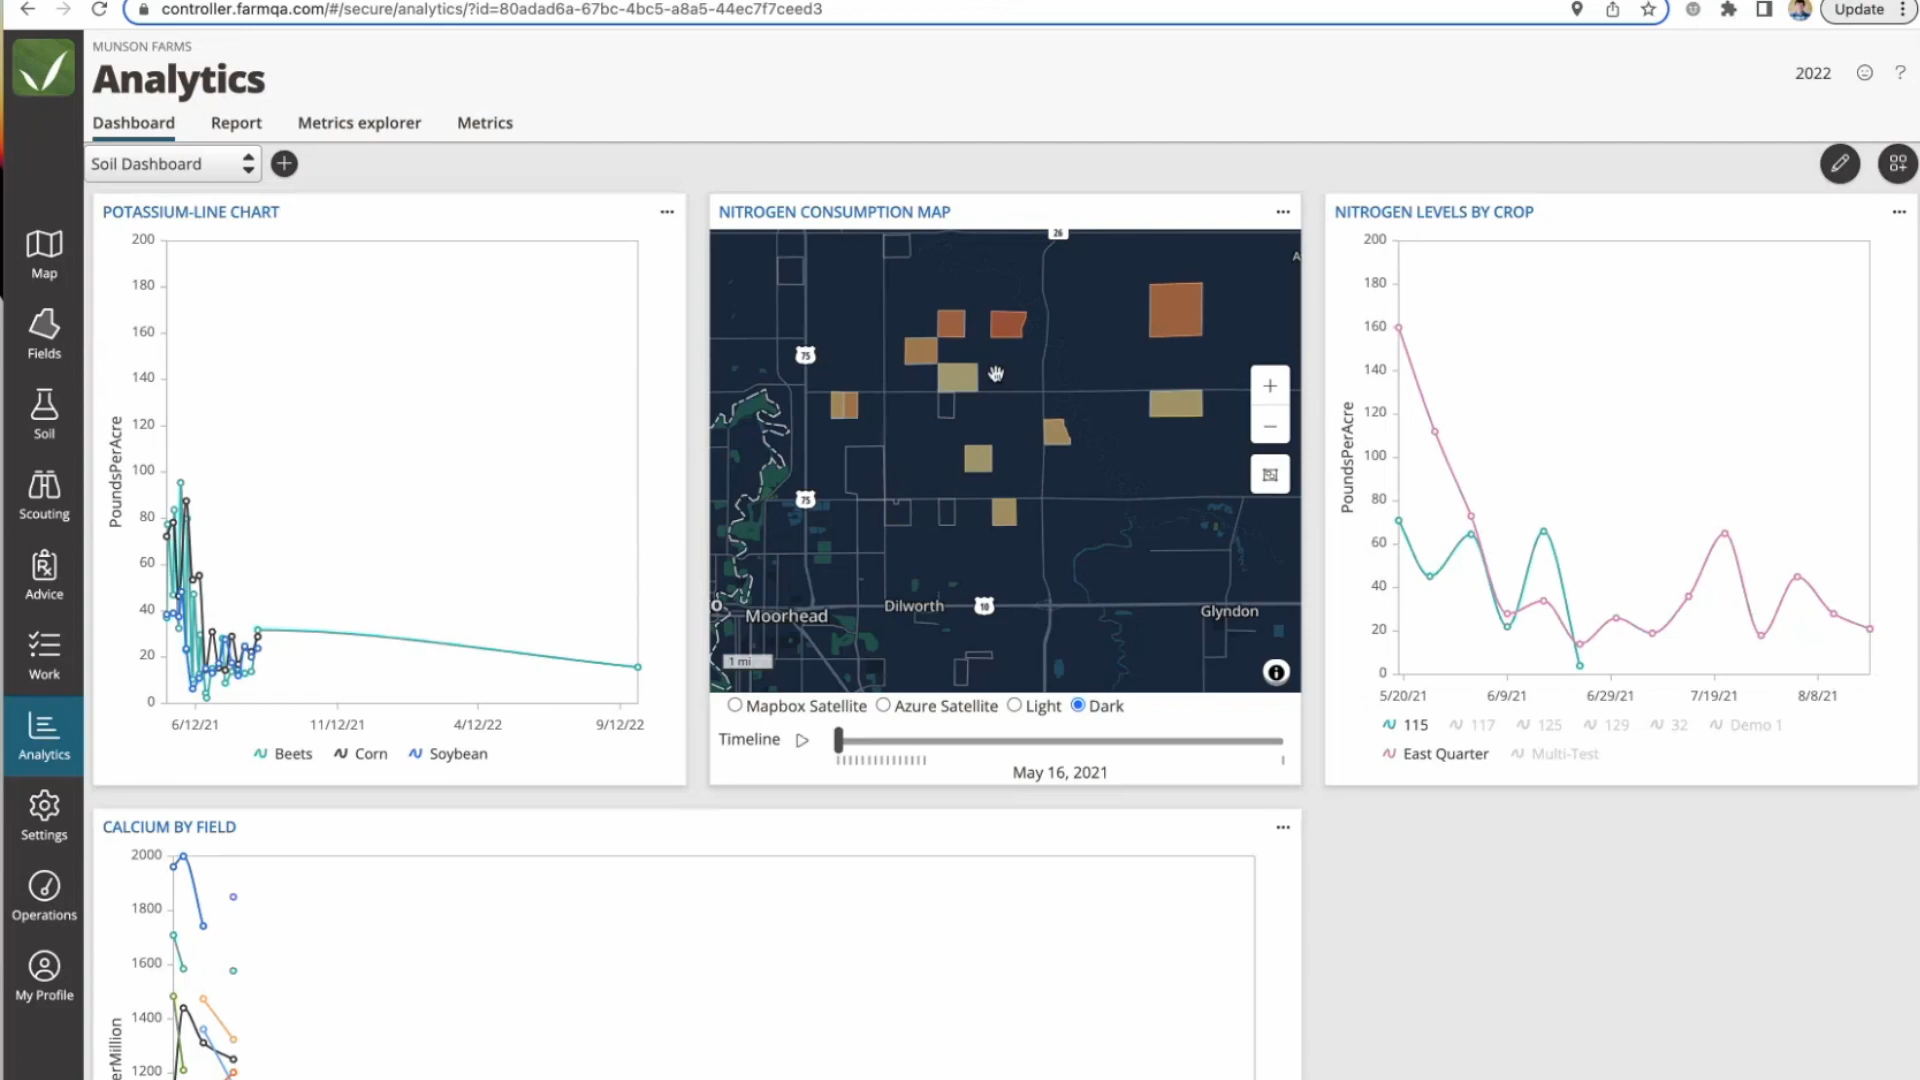 controller.farmqa.com/#/secure/analytics/?id=80adad6a-67bc-4bc5-a8a5-44ec7f7ceed3
Update
MUNSON FARMS
Analytics
2022
?
Dashboard
Report
Metrics explorer
Metrics
Soil Dashboard
Map
Fields
Soil
Scouting
Advice
Work
Analytics
Settings
Operations
My Profile
POTASSIUM-LINE CHART
200
180
160
140
120
100
80
60
40
20
0
PoundsPerAcre
6/12/21
11/12/21
4/12/22
9/12/22
Beets
Corn
Soybean
NITROGEN CONSUMPTION MAP
26
A
75
75
10
Moorhead
Dilworth
Glyndon
1 mi
Mapbox Satellite
Azure Satellite
Light
Dark
Timeline
May 16, 2021
NITROGEN LEVELS BY CROP
200
180
160
140
120
100
80
60
40
20
0
PoundsPerAcre
5/20/21
6/9/21
6/29/21
7/19/21
8/8/21
115
117
125
129
32
Demo 1
East Quarter
Multi-Test
CALCIUM BY FIELD
2000
1800
1600
1400
1200
erMillion